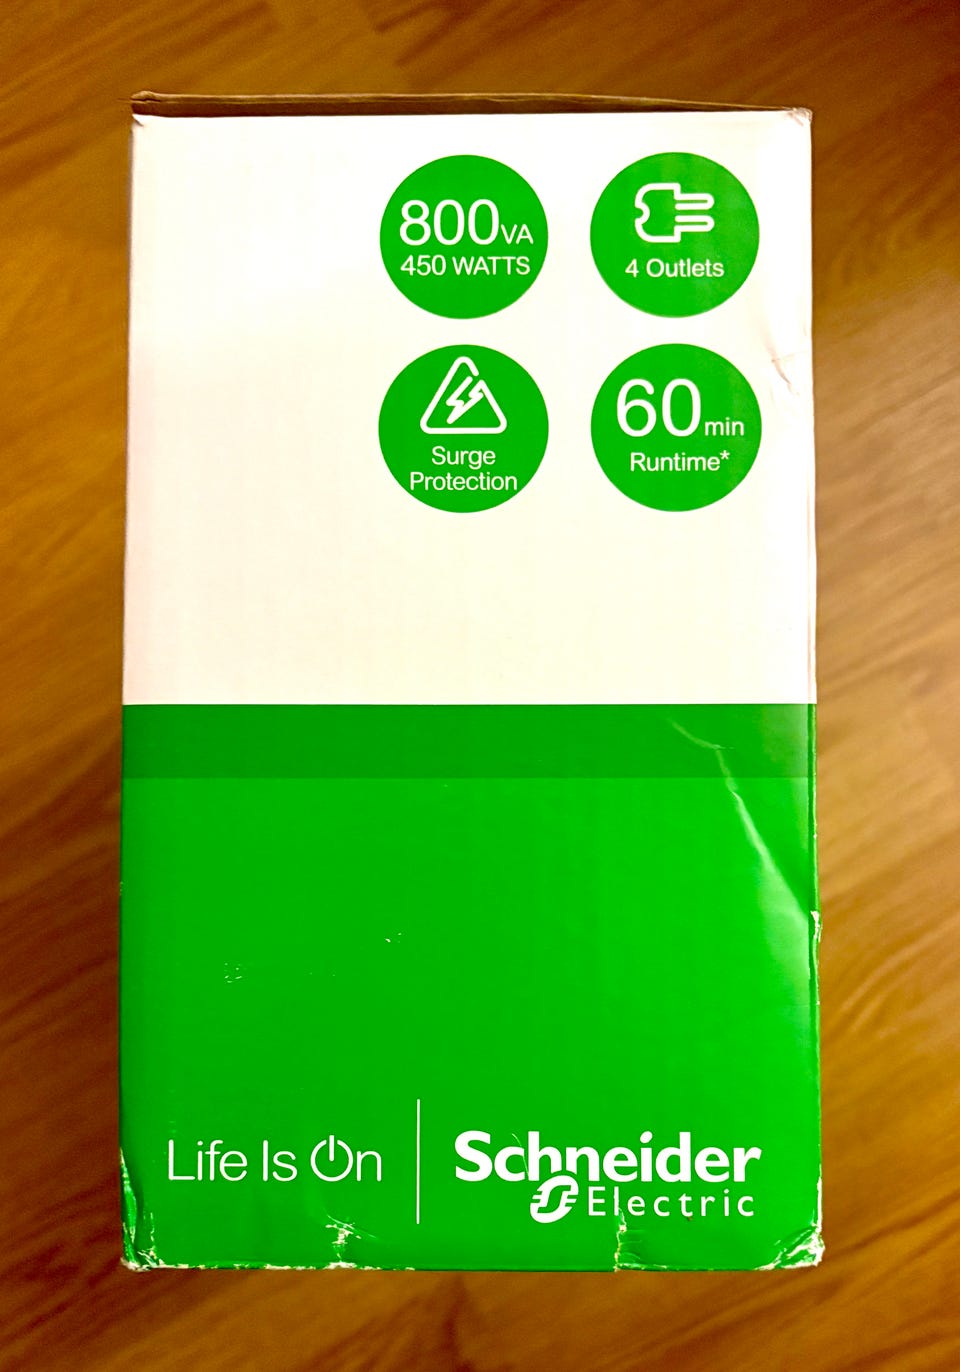 800VA
450 WATTS
4 Outlets
Surge
Protection
60min
Runtime*
Life Is On
Schneider
Electric